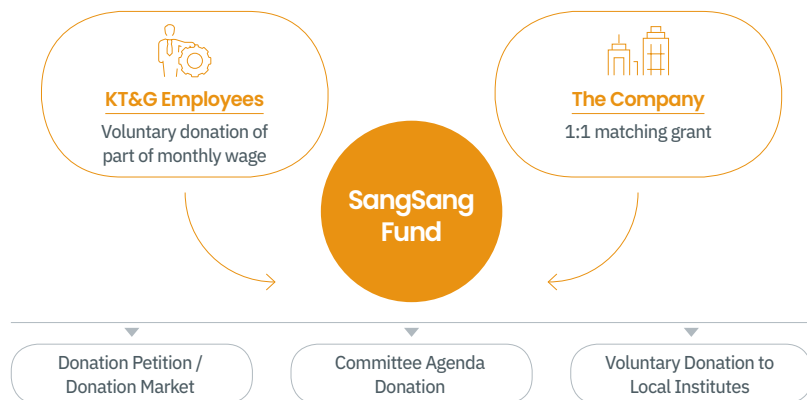 KT&G Employees
Voluntary donation of
part of monthly wage
The Company
1:1 matching grant
SangSang
Fund
Donation Petition /
Donation Market
Committee Agenda
Donation
Voluntary Donation to
Local Institutes